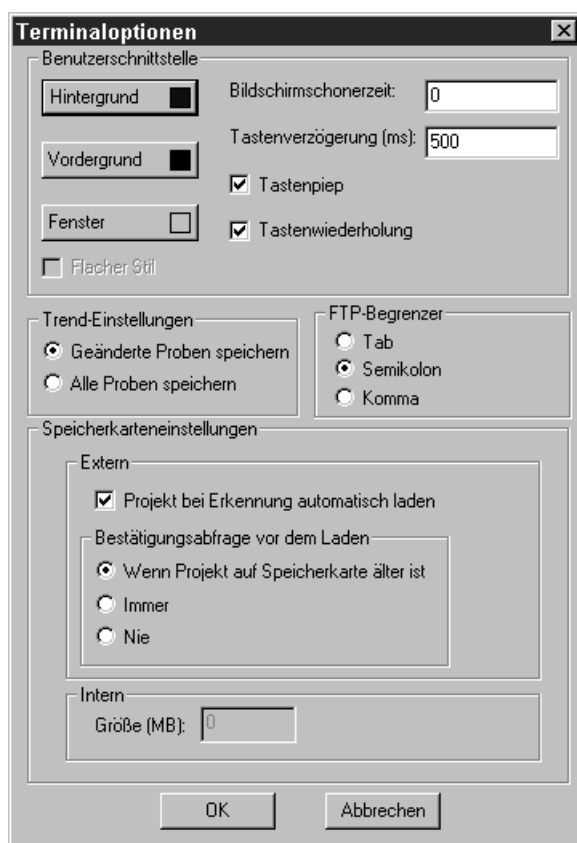 Terminaloptionen
Benutzerschnittstelle
Hintergrund
Bildschirmschonerzeit: 0
Vordergrund
Tastenverzögerung (ms): 500
Tastenpiep
Fenster
Tastenwiederholung
Flacher Stil
Trend-Einstellungen
Geänderte Proben speichern
Alle Proben speichern
FTP-Begrenzer
Tab
Semikolon
Komma
Speicherkarteneinstellungen
Extern
Projekt bei Erkennung automatisch laden
Bestätigungsabfrage vor dem Laden
Wenn Projekt auf Speicherkarte älter ist
Immer
Nie
Intern
Größe (MB): 0
OK
Abbrechen